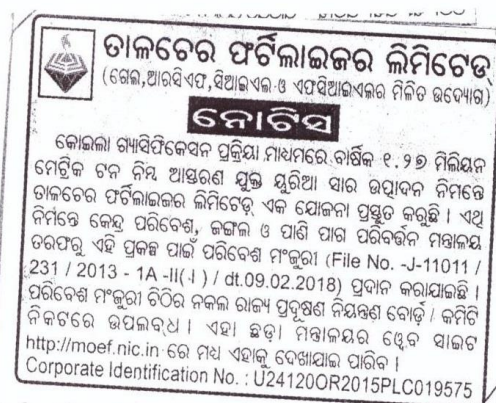 ତାଳଚେର ଫର୍ଟିଲାଇଜର ଲିମିଟେଡ଼
(ଗେଲ,ଆରସିଏଫ,ସିଆଇଏଲ ଓ ଏଫସିଆଇଏଲର ମିଳିତ ଉଦ୍ୟୋଗ)
ନୋଟିସ
କୋଇଲା ଗ୍ୟାସିଫିକେସନ ପ୍ରକ୍ରିୟା ମାଧ୍ୟମରେ ବାର୍ଷିକ ୧.୨୭ ମିଲିୟନ
ମେଟ୍ରିକ ଟନ ନିମ୍ବ ଆସ୍ତରଣ ଯୁକ୍ତ ୟୁରିଆ ସାର ଉତ୍ପାଦନ ନିମନ୍ତେ
ତାଳଚେର ଫର୍ଟିଲାଇଜର ଲିମିଟେଡ୍ ଏକ ଯୋଜନା ପ୍ରସ୍ତୁତ କରୁଛି । ଏଥି
ନିମନ୍ତେ କେନ୍ଦ୍ର ପରିବେଶ, ଜଙ୍ଗଲ ଓ ପାଣି ପାଗ ପରିବର୍ତ୍ତନ ମନ୍ତ୍ରାଳୟ
ତରଫରୁ ଏହି ପ୍ରକଳ୍ପ ପାଇଁ ପରିବେଶ ମଂଜୁରୀ (File No. -J-11011 /
231 / 2013 - 1A -II(-I ) / dt.09.02.2018) ପ୍ରଦାନ କରାଯାଇଛି ।
ପରିବେଶ ମଂଜୁରୀ ଚିଠିର ନକଲ ରାଜ୍ୟ ପ୍ରଦୂଷଣ ନିୟନ୍ତ୍ରଣ ବୋର୍ଡ଼ / କମିଟି
ନିକଟରେ ଉପଲବ୍ଧ । ଏହା ଛଡ଼ା ମନ୍ତ୍ରାଳୟର ୱେବ ସାଇଟ
http://moef.nic.in ରେ ମଧ୍ୟ ଏହାକୁ ଦେଖାଯାଇ ପାରିବ ।
Corporate Identification No. : U24120OR2015PLC019575